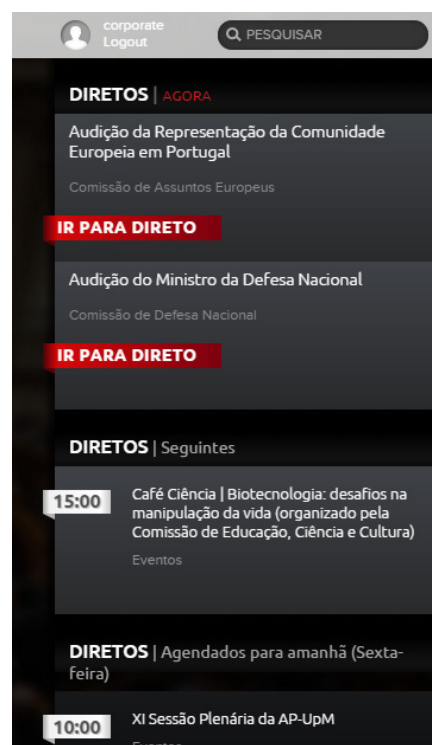 corporate
Logout
PESQUISAR
DIRETOS | AGORA
Audição da Representação da Comunidade
Europeia em Portugal
Comissão de Assuntos Europeus
IR PARA DIRETO
Audição do Ministro da Defesa Nacional
Comissão de Defesa Nacional
IR PARA DIRETO
DIRETOS | Seguintes
15:00
Café Ciência | Biotecnologia: desafios na
manipulação da vida (organizado pela
Comissão de Educação, Ciência e Cultura)
Eventos
DIRETOS | Agendados para amanhã (Sexta-
feira)
10:00
XI Sessão Plenária da AP-UpM
Eventos